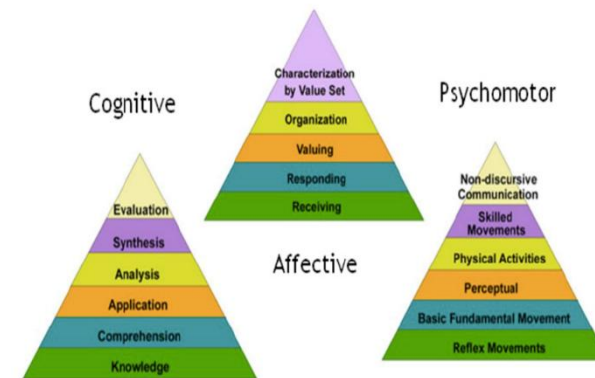 Cognitive
Evaluation
Synthesis
Analysis
Application
Comprehension
Knowledge
Characterization
by Value Set
Organization
Valuing
Responding
Receiving
Affective
Psychomotor
Non-discursive
Communication
Skilled
Movements
Physical Activities
Perceptual
Basic Fundamental Movement
Reflex Movements